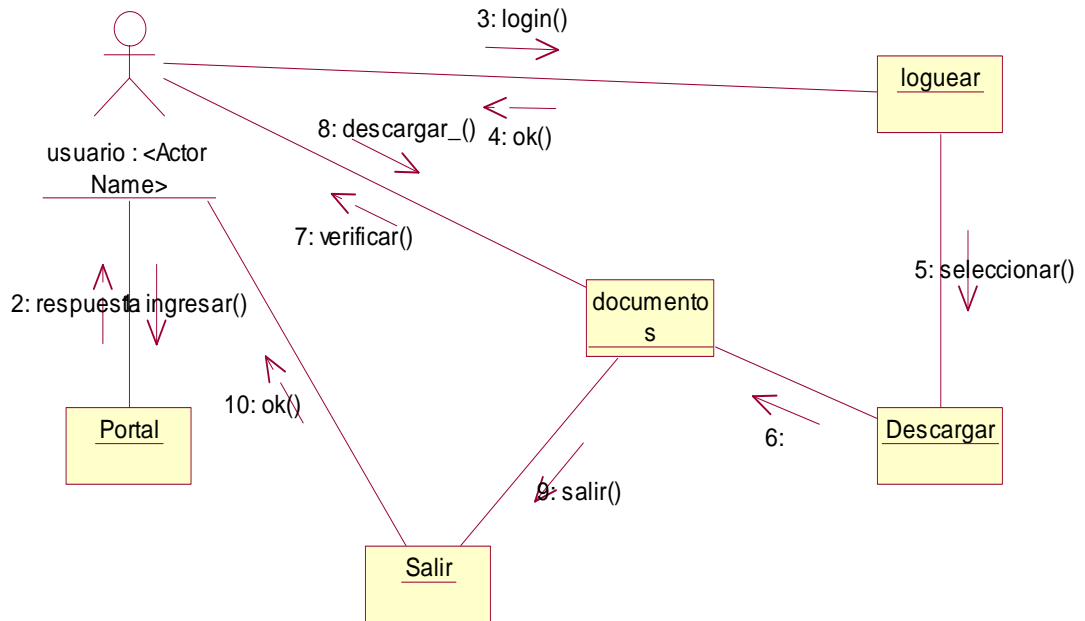 3: login()
loguear
4: ok()
8: descargar_()
usuario : <Actor
Name>
7: verificar()
5: seleccionar()
2: respuesta
ingresar()
documento
s
10: ok()
Portal
6:
Descargar
9: salir()
Salir